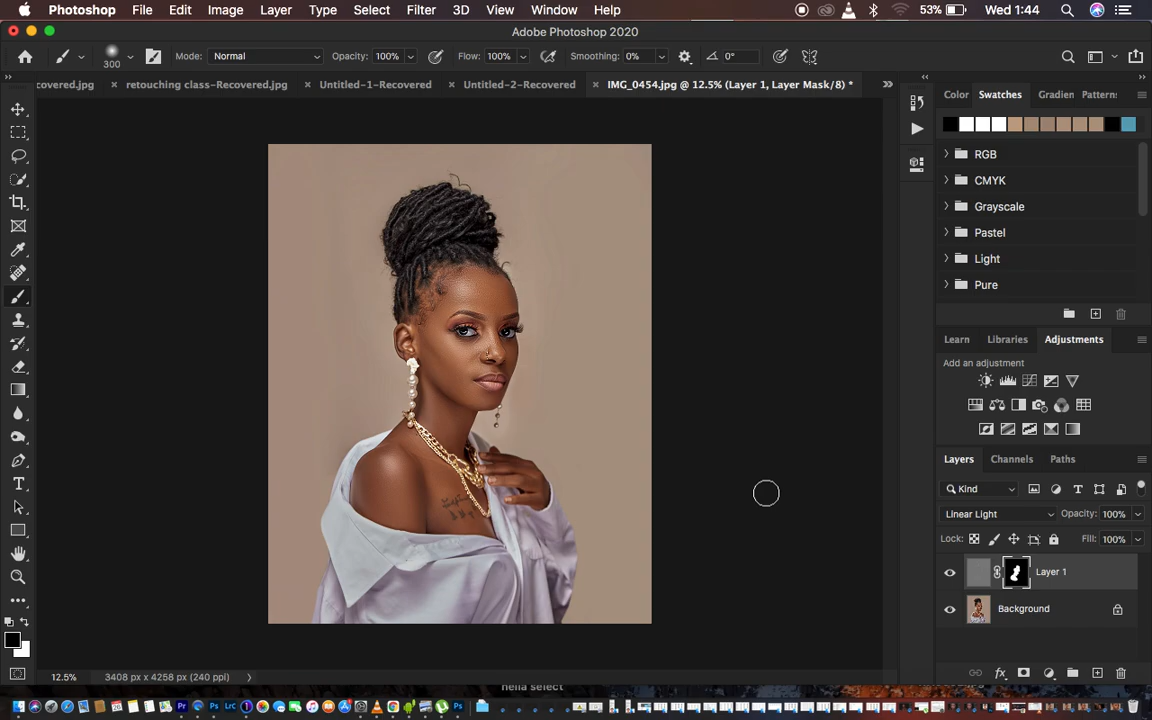 Photoshop File Edit Image Layer Type Select Filter 3D View Window Help 53% Wed 1:44
Adobe Photoshop 2020
300 Mode: Normal Opacity: 100% Flow: 100% Smoothing: 0% 0°
covered.jpg × retouching class-Recovered.jpg × Untitled-1-Recovered × Untitled-2-Recovered × IMG_0454.jpg @ 12.5% (Layer 1, Layer Mask/8) *
Color Swatches Gradien Pattern:
RGB
CMYK
Grayscale
Pastel
Light
Pure
Learn Libraries Adjustments
Add an adjustment
Layers Channels Paths
Kind
Linear Light Opacity: 100%
Lock: Fill: 100%
Layer 1
Background
12.5% 3408 px x 4258 px (240 ppi)
nella select